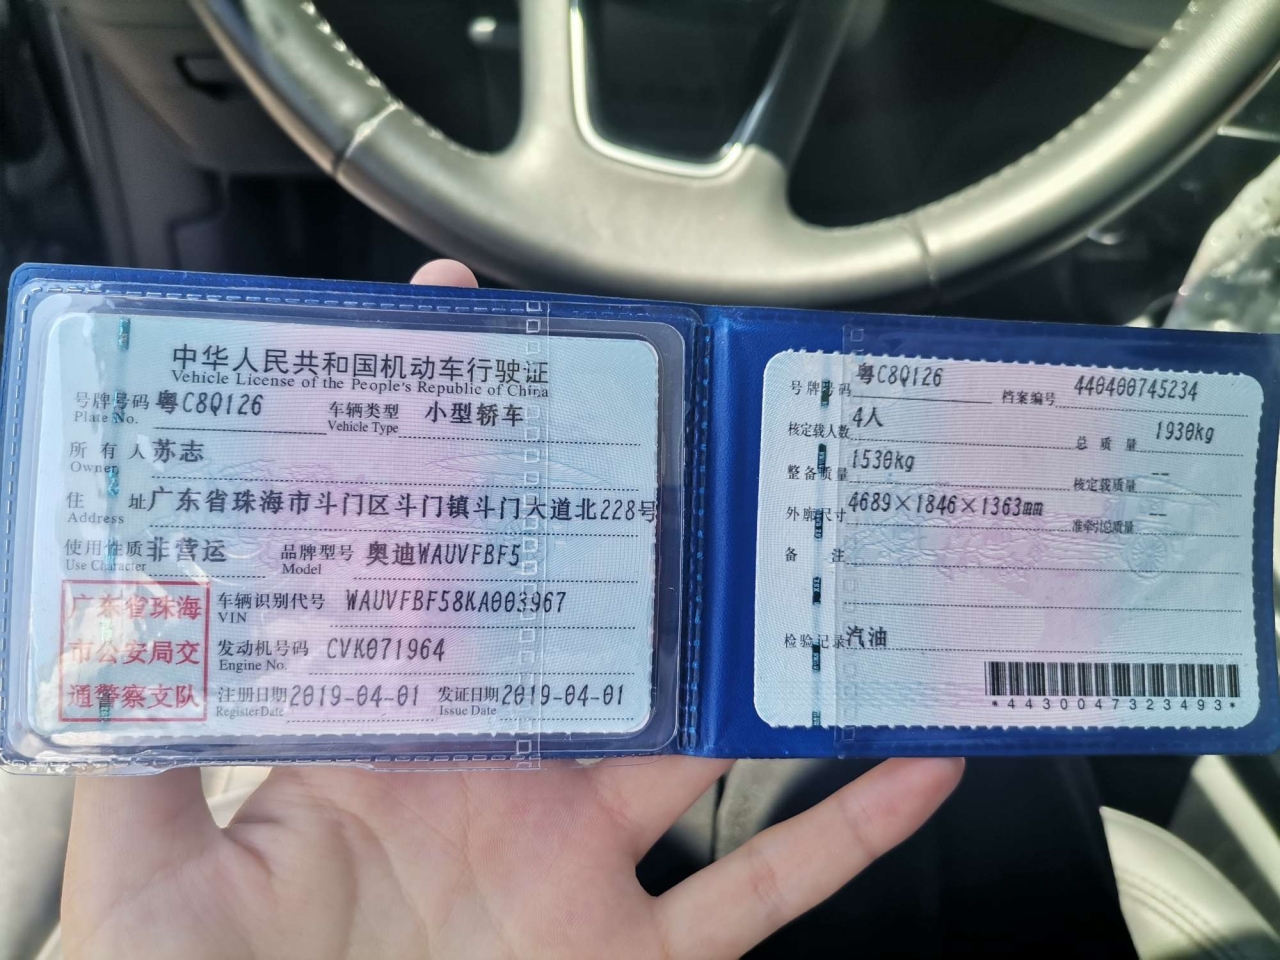 中华人民共和国机动车行驶证
Vehicle License of the People's Republic of China
号牌号码 粤C8Q126 车辆类型 小型轿车
Plate No. Vehicle Type
所有人 苏志
Owner
住址 广东省珠海市斗门区斗门镇斗门大道北228号
Address
使用性质 非营运 品牌型号 奥迪WAUVFBF5
Use Character Model
广东省珠海
市公安局交
通警察支队
车辆识别代号 WAUVFBF58KA003967
VIN
发动机号码 CVK071964
Engine No.
注册日期 2019-04-01 发证日期 2019-04-01
Register Date Issue Date
号牌号码 粤C8Q126 档案编号 440400745234
核定载人数 4人 总质量 1930kg
整备质量 1530kg 核定载质量 --
外廓尺寸 4689×1846×1363mm 准牵引总质量 --
备注
检验记录 汽油
*4430047323493*